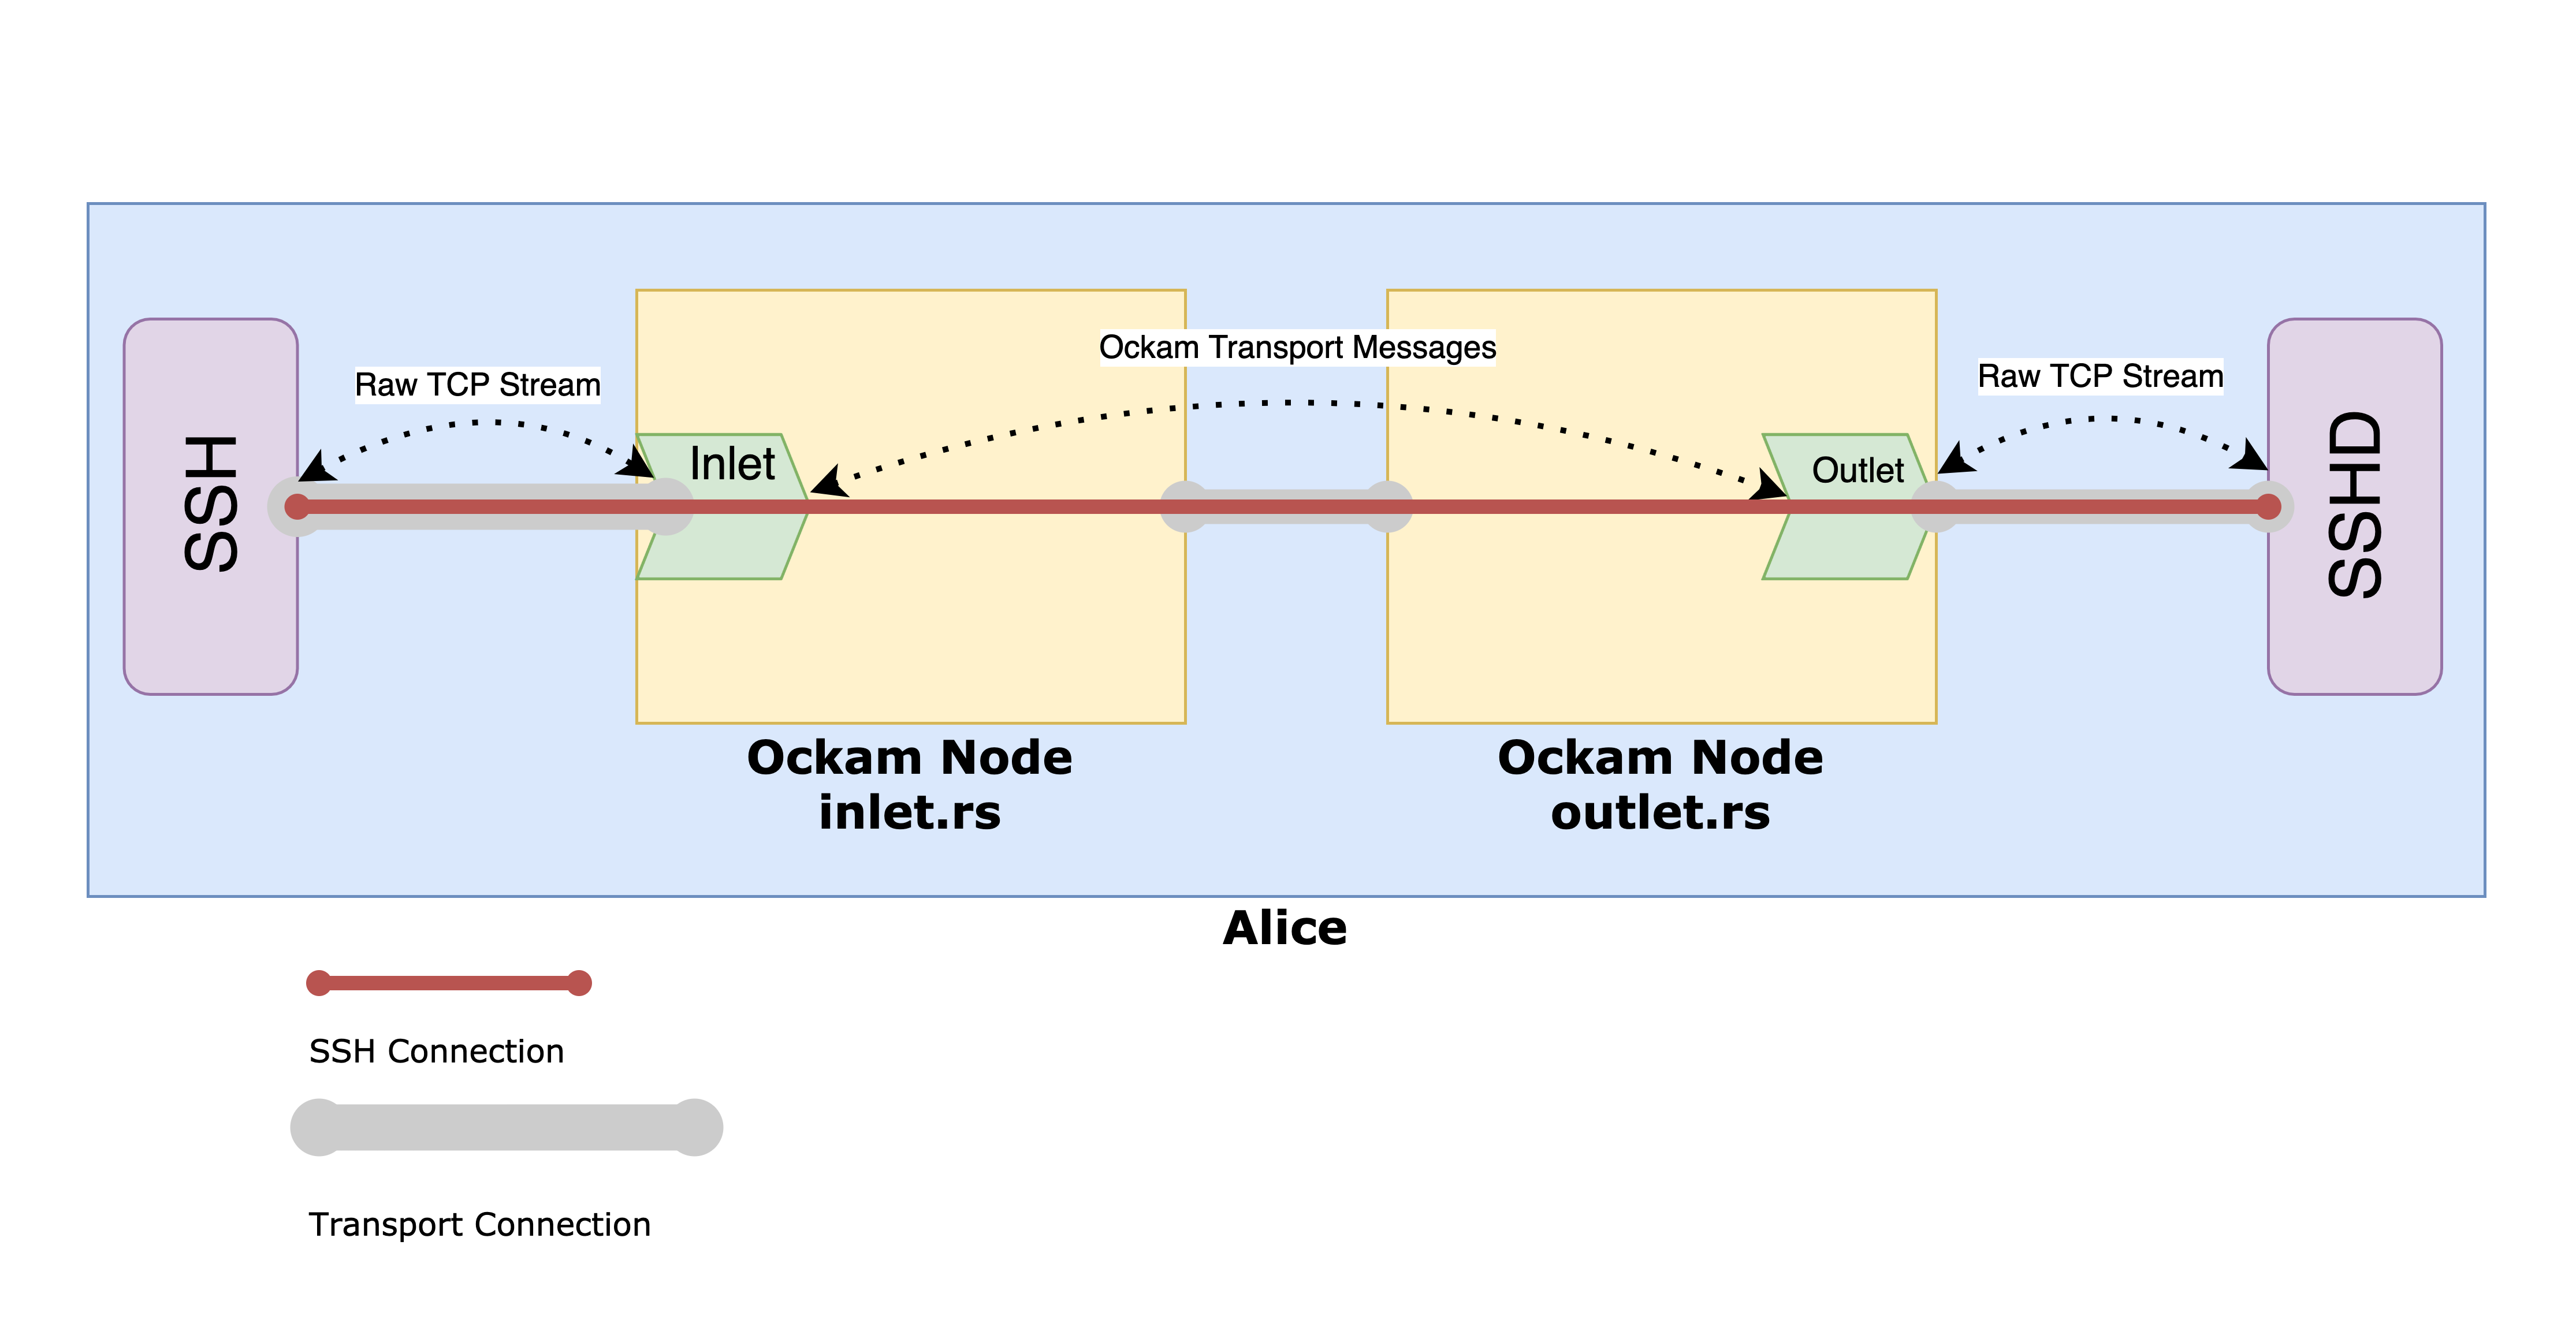 Ockam Transport Messages
Raw TCP Stream
Raw TCP Stream
SSH
Inlet
Outlet
SSHD
Ockam Node
inlet.rs
Ockam Node
outlet.rs
Alice
SSH Connection
Transport Connection